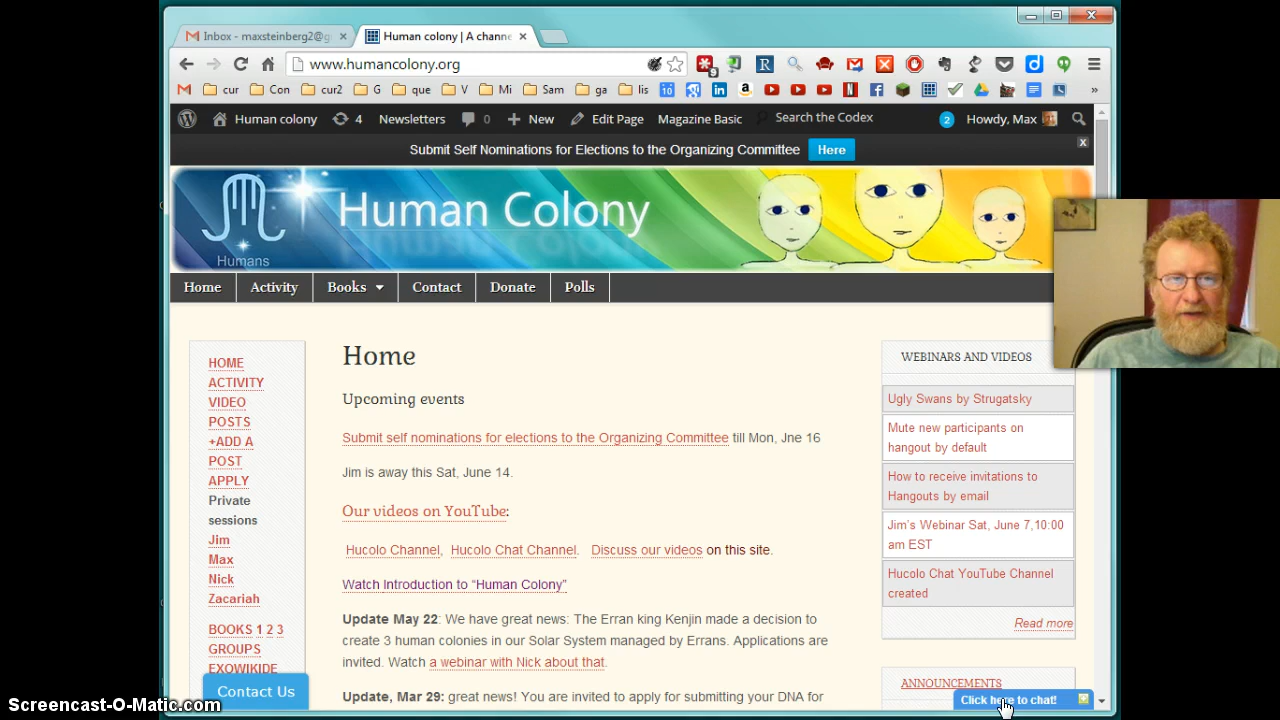 Inbox - maxsteinberg2@g
Human colony | A channe
www.humancolony.org
cur
Con
cur2
G
que
V
Mi
Sam
ga
lis
Human colony
4
Newsletters
0
New
Edit Page
Magazine Basic
Search the Codex
2
Howdy, Max
Submit Self Nominations for Elections to the Organizing Committee
Here
Human Colony
Humans
Home
Activity
Books
Contact
Donate
Polls
HOME
ACTIVITY
VIDEO
POSTS
+ADD A
POST
APPLY
Private
sessions
Jim
Max
Nick
Zacariah
BOOKS 1 2 3
GROUPS
EXOWIKIDE
Contact Us
Home
Upcoming events
Submit self nominations for elections to the Organizing Committee till Mon, Jne 16
Jim is away this Sat, June 14.
Our videos on YouTube:
Hucolo Channel, Hucolo Chat Channel. Discuss our videos on this site.
Watch Introduction to “Human Colony”
Update May 22: We have great news: The Erran king Kenjin made a decision to
create 3 human colonies in our Solar System managed by Errans. Applications are
invited. Watch a webinar with Nick about that.
Update, Mar 29: great news! You are invited to apply for submitting your DNA for
WEBINARS AND VIDEOS
Ugly Swans by Strugatsky
Mute new participants on
hangout by default
How to receive invitations to
Hangouts by email
Jim's Webinar Sat, June 7,10:00
am EST
Hucolo Chat YouTube Channel
created
Read more
ANNOUNCEMENTS
Click here to chat!
Screencast-O-Matic.com